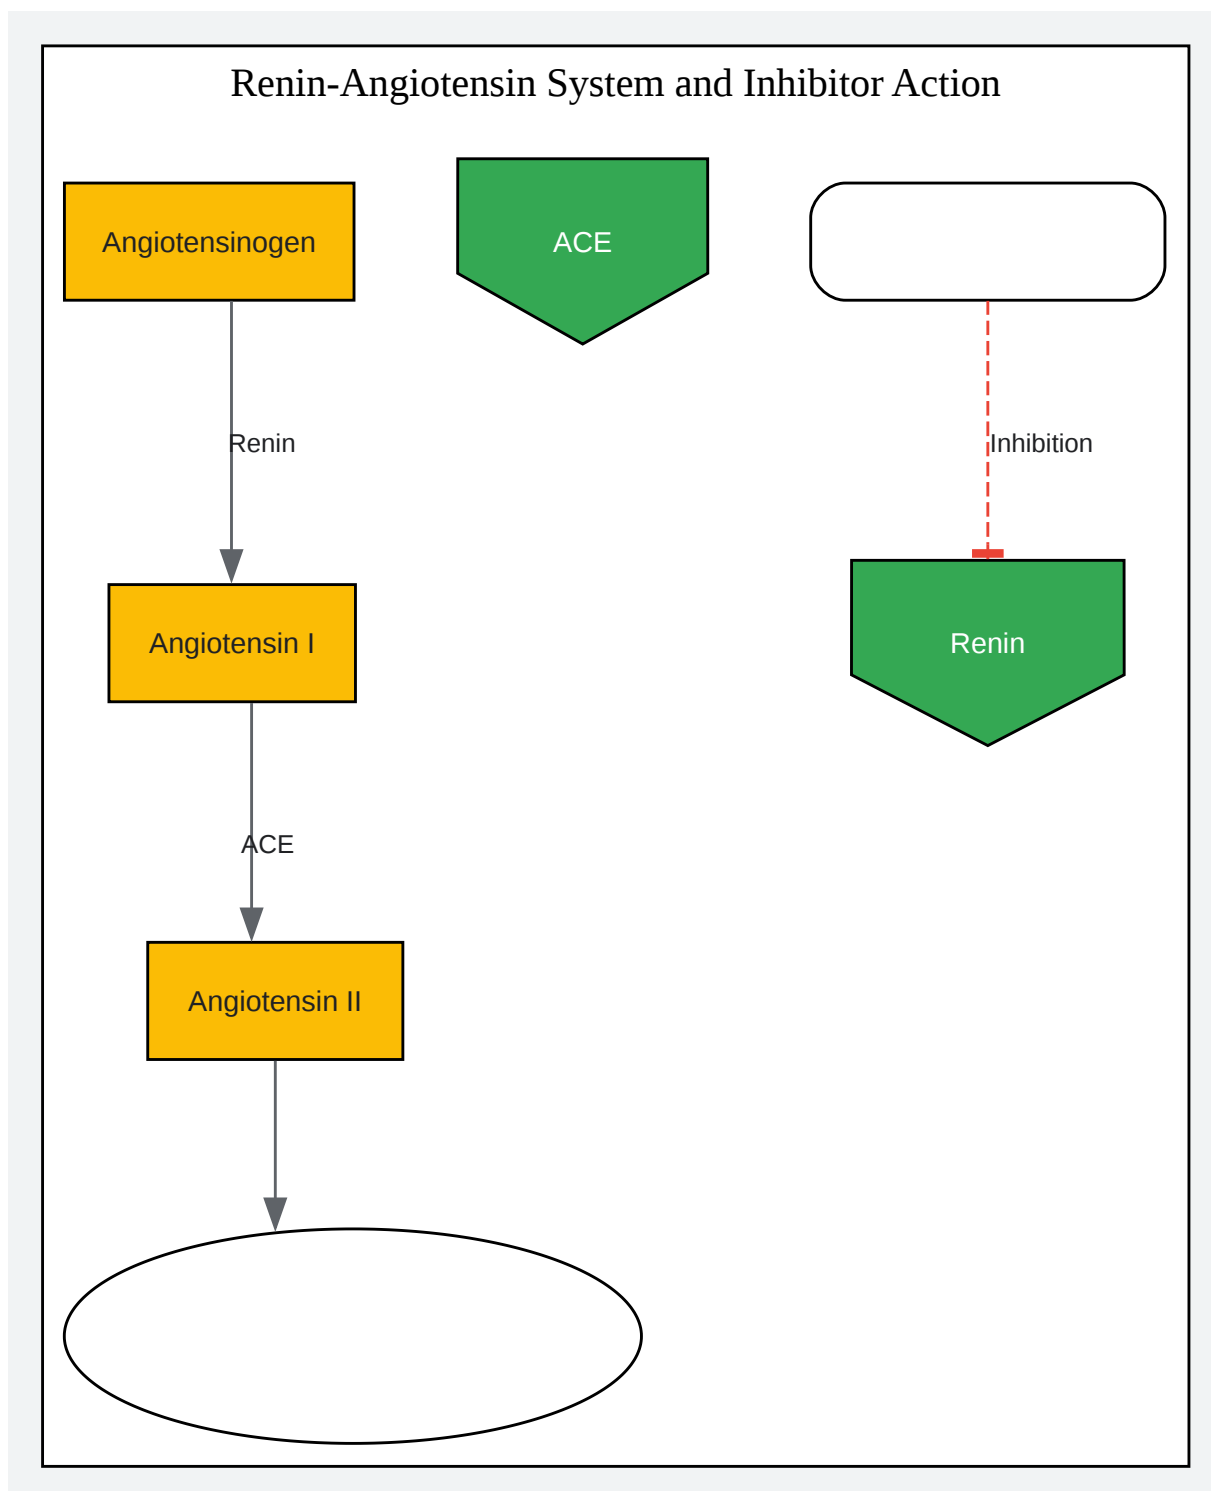 Renin-Angiotensin System and Inhibitor Action
Angiotensinogen
ACE
Renin
Inhibition
Angiotensin I
Renin
ACE
Angiotensin II